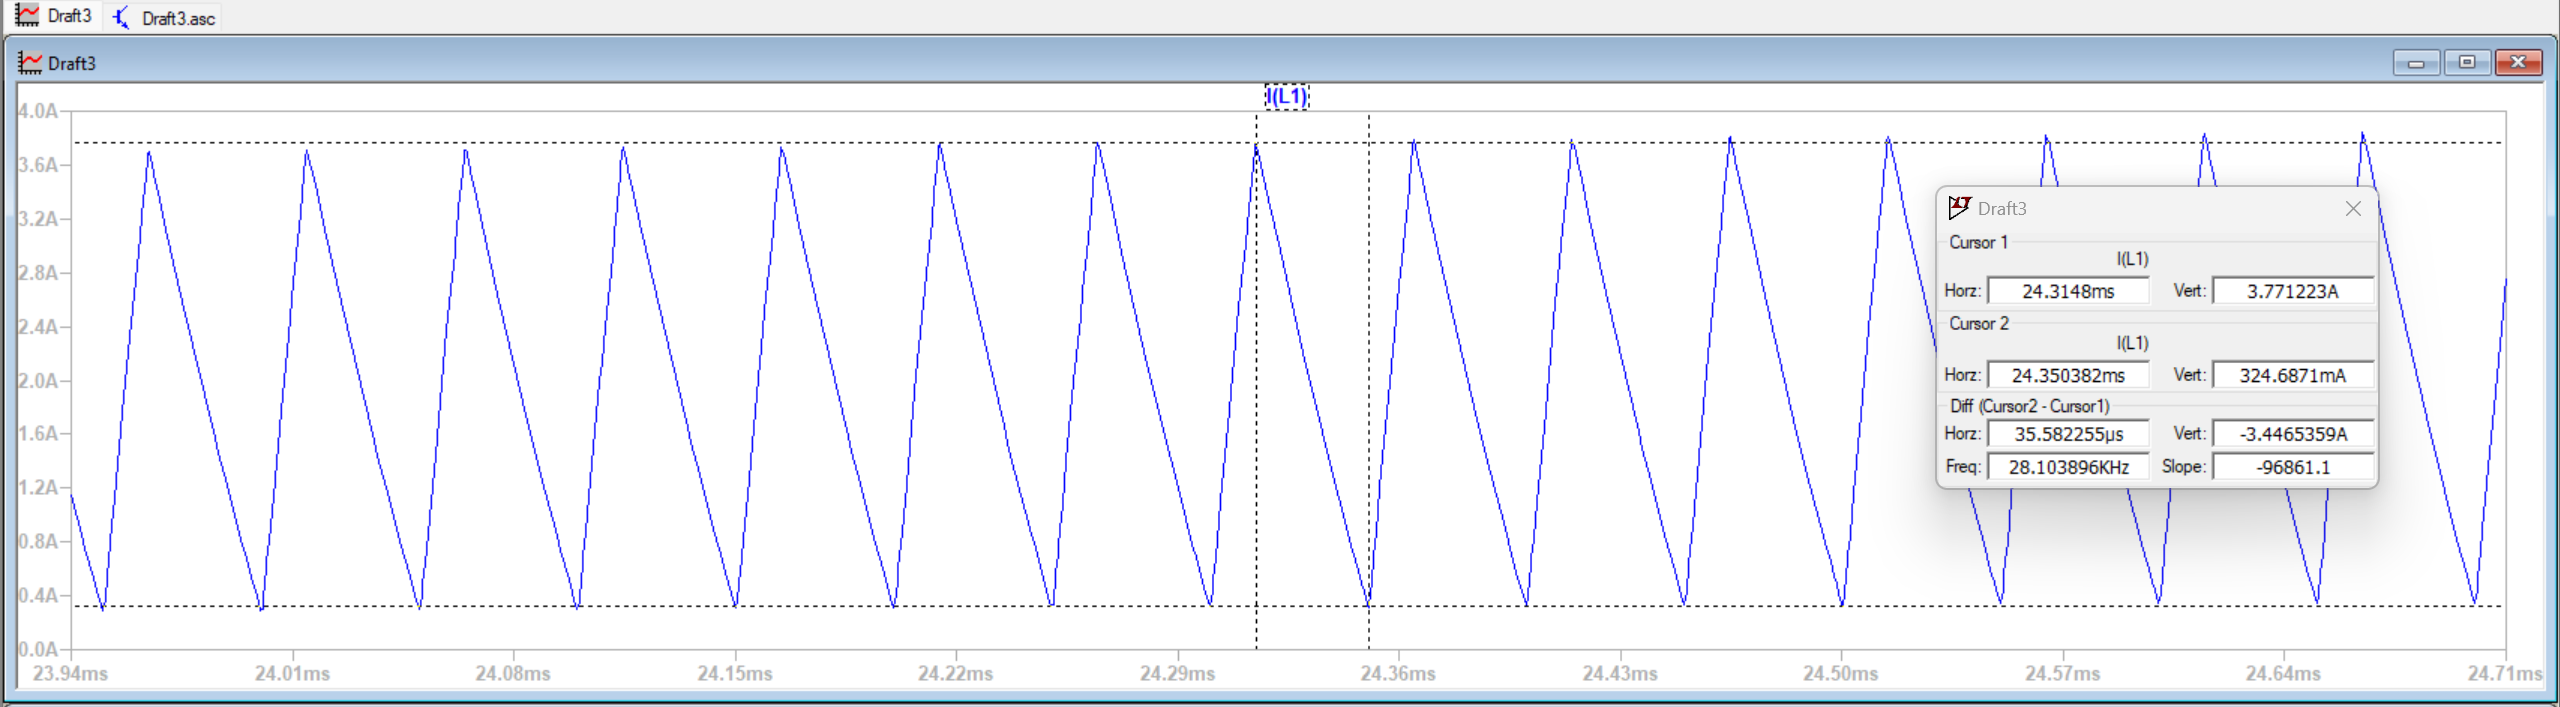 Draft3 Draft3.asc
Draft3
I(L1)
4.0A
3.6A
3.2A
2.8A
2.4A
2.0A
1.6A
1.2A
0.8A
0.4A
0.0A
23.94ms 24.01ms 24.08ms 24.15ms 24.22ms 24.29ms 24.36ms 24.43ms 24.50ms 24.57ms 24.64ms 24.71ms
Draft3
Cursor 1
I(L1)
Horz: 24.3148ms Vert: 3.771223A
Cursor 2
I(L1)
Horz: 24.350382ms Vert: 324.6871mA
Diff (Cursor2 - Cursor1)
Horz: 35.582255µs Vert: -3.4465359A
Freq: 28.103896KHz Slope: -96861.1